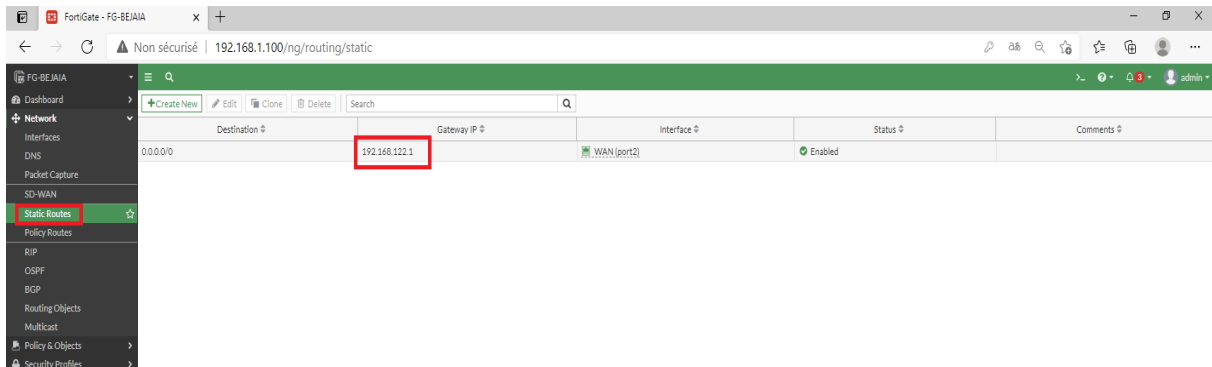 FortiGate - FG-BEJAIA
Non sécurisé | 192.168.1.100/ng/routing/static
FG-BEJAIA
>_ 3 admin
Dashboard
Network
Interfaces
DNS
Packet Capture
SD-WAN
Static Routes
Policy Routes
RIP
OSPF
BGP
Routing Objects
Multicast
Policy & Objects
Security Profiles
+Create New Edit Clone Delete Search
Destination Gateway IP Interface Status Comments
0.0.0.0/0 192.168.122.1 WAN (port2) Enabled